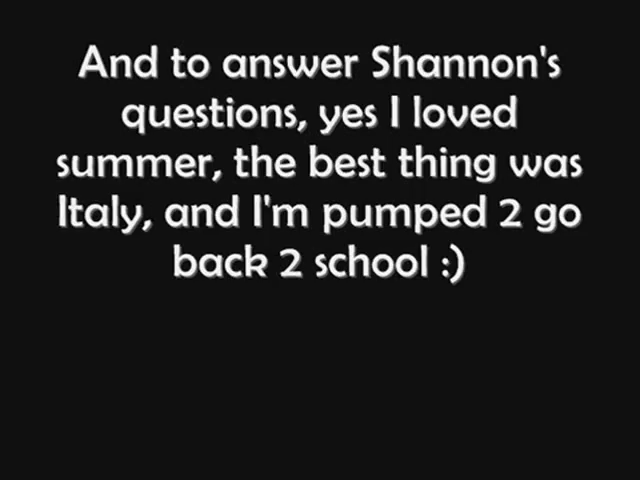 And to answer Shannon's
questions, yes I loved
summer, the best thing was
Italy, and I'm pumped 2 go
back 2 school :)